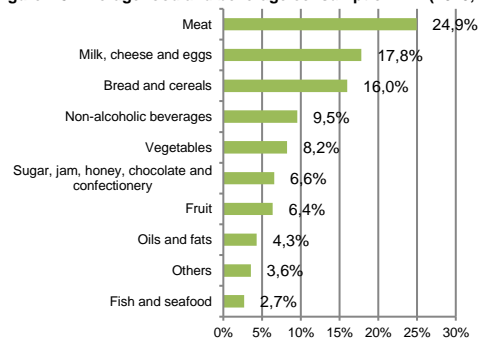 Meat 24,9%
Milk, cheese and eggs 17,8%
Bread and cereals 16,0%
Non-alcoholic beverages 9,5%
Vegetables 8,2%
Sugar, jam, honey, chocolate and
confectionery 6,6%
Fruit 6,4%
Oils and fats 4,3%
Others 3,6%
Fish and seafood 2,7%
0% 5% 10% 15% 20% 25% 30%